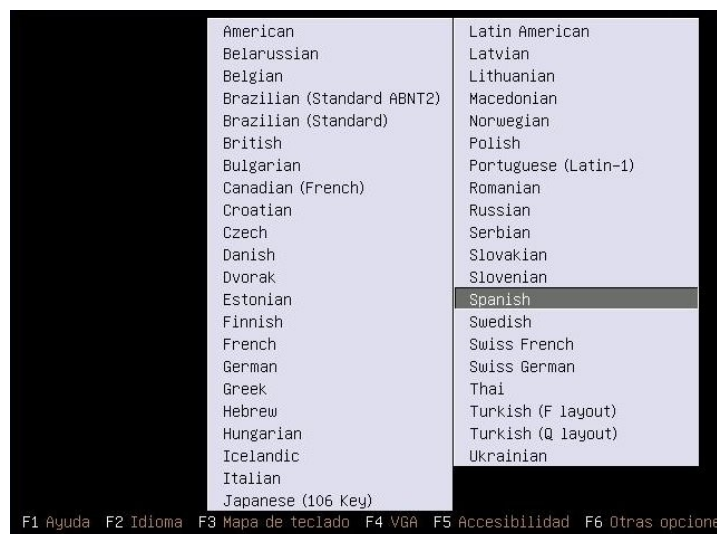 American
Belarussian
Belgian
Brazilian (Standard ABNT2)
Brazilian (Standard)
British
Bulgarian
Canadian (French)
Croatian
Czech
Danish
Dvorak
Estonian
Finnish
French
German
Greek
Hebrew
Hungarian
Icelandic
Italian
Japanese (106 Key)
Latin American
Latvian
Lithuanian
Macedonian
Norwegian
Polish
Portuguese (Latin-1)
Romanian
Russian
Serbian
Slovakian
Slovenian
Spanish
Swedish
Swiss French
Swiss German
Thai
Turkish (F layout)
Turkish (Q layout)
Ukrainian
F1 Ayuda F2 Idioma F3 Mapa de teclado F4 VGA F5 Accesibilidad F6 Otras opcione